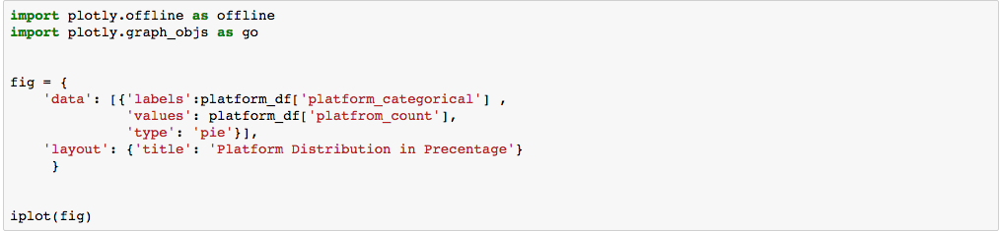 import plotly.offline as offline
import plotly.graph_objs as go
fig = {
    'data': [{'labels':platform_df['platform_categorical'] ,
              'values': platform_df['platfrom_count'],
              'type': 'pie'}],
    'layout': {'title': 'Platform Distribution in Precentage'}
     }
iplot(fig)